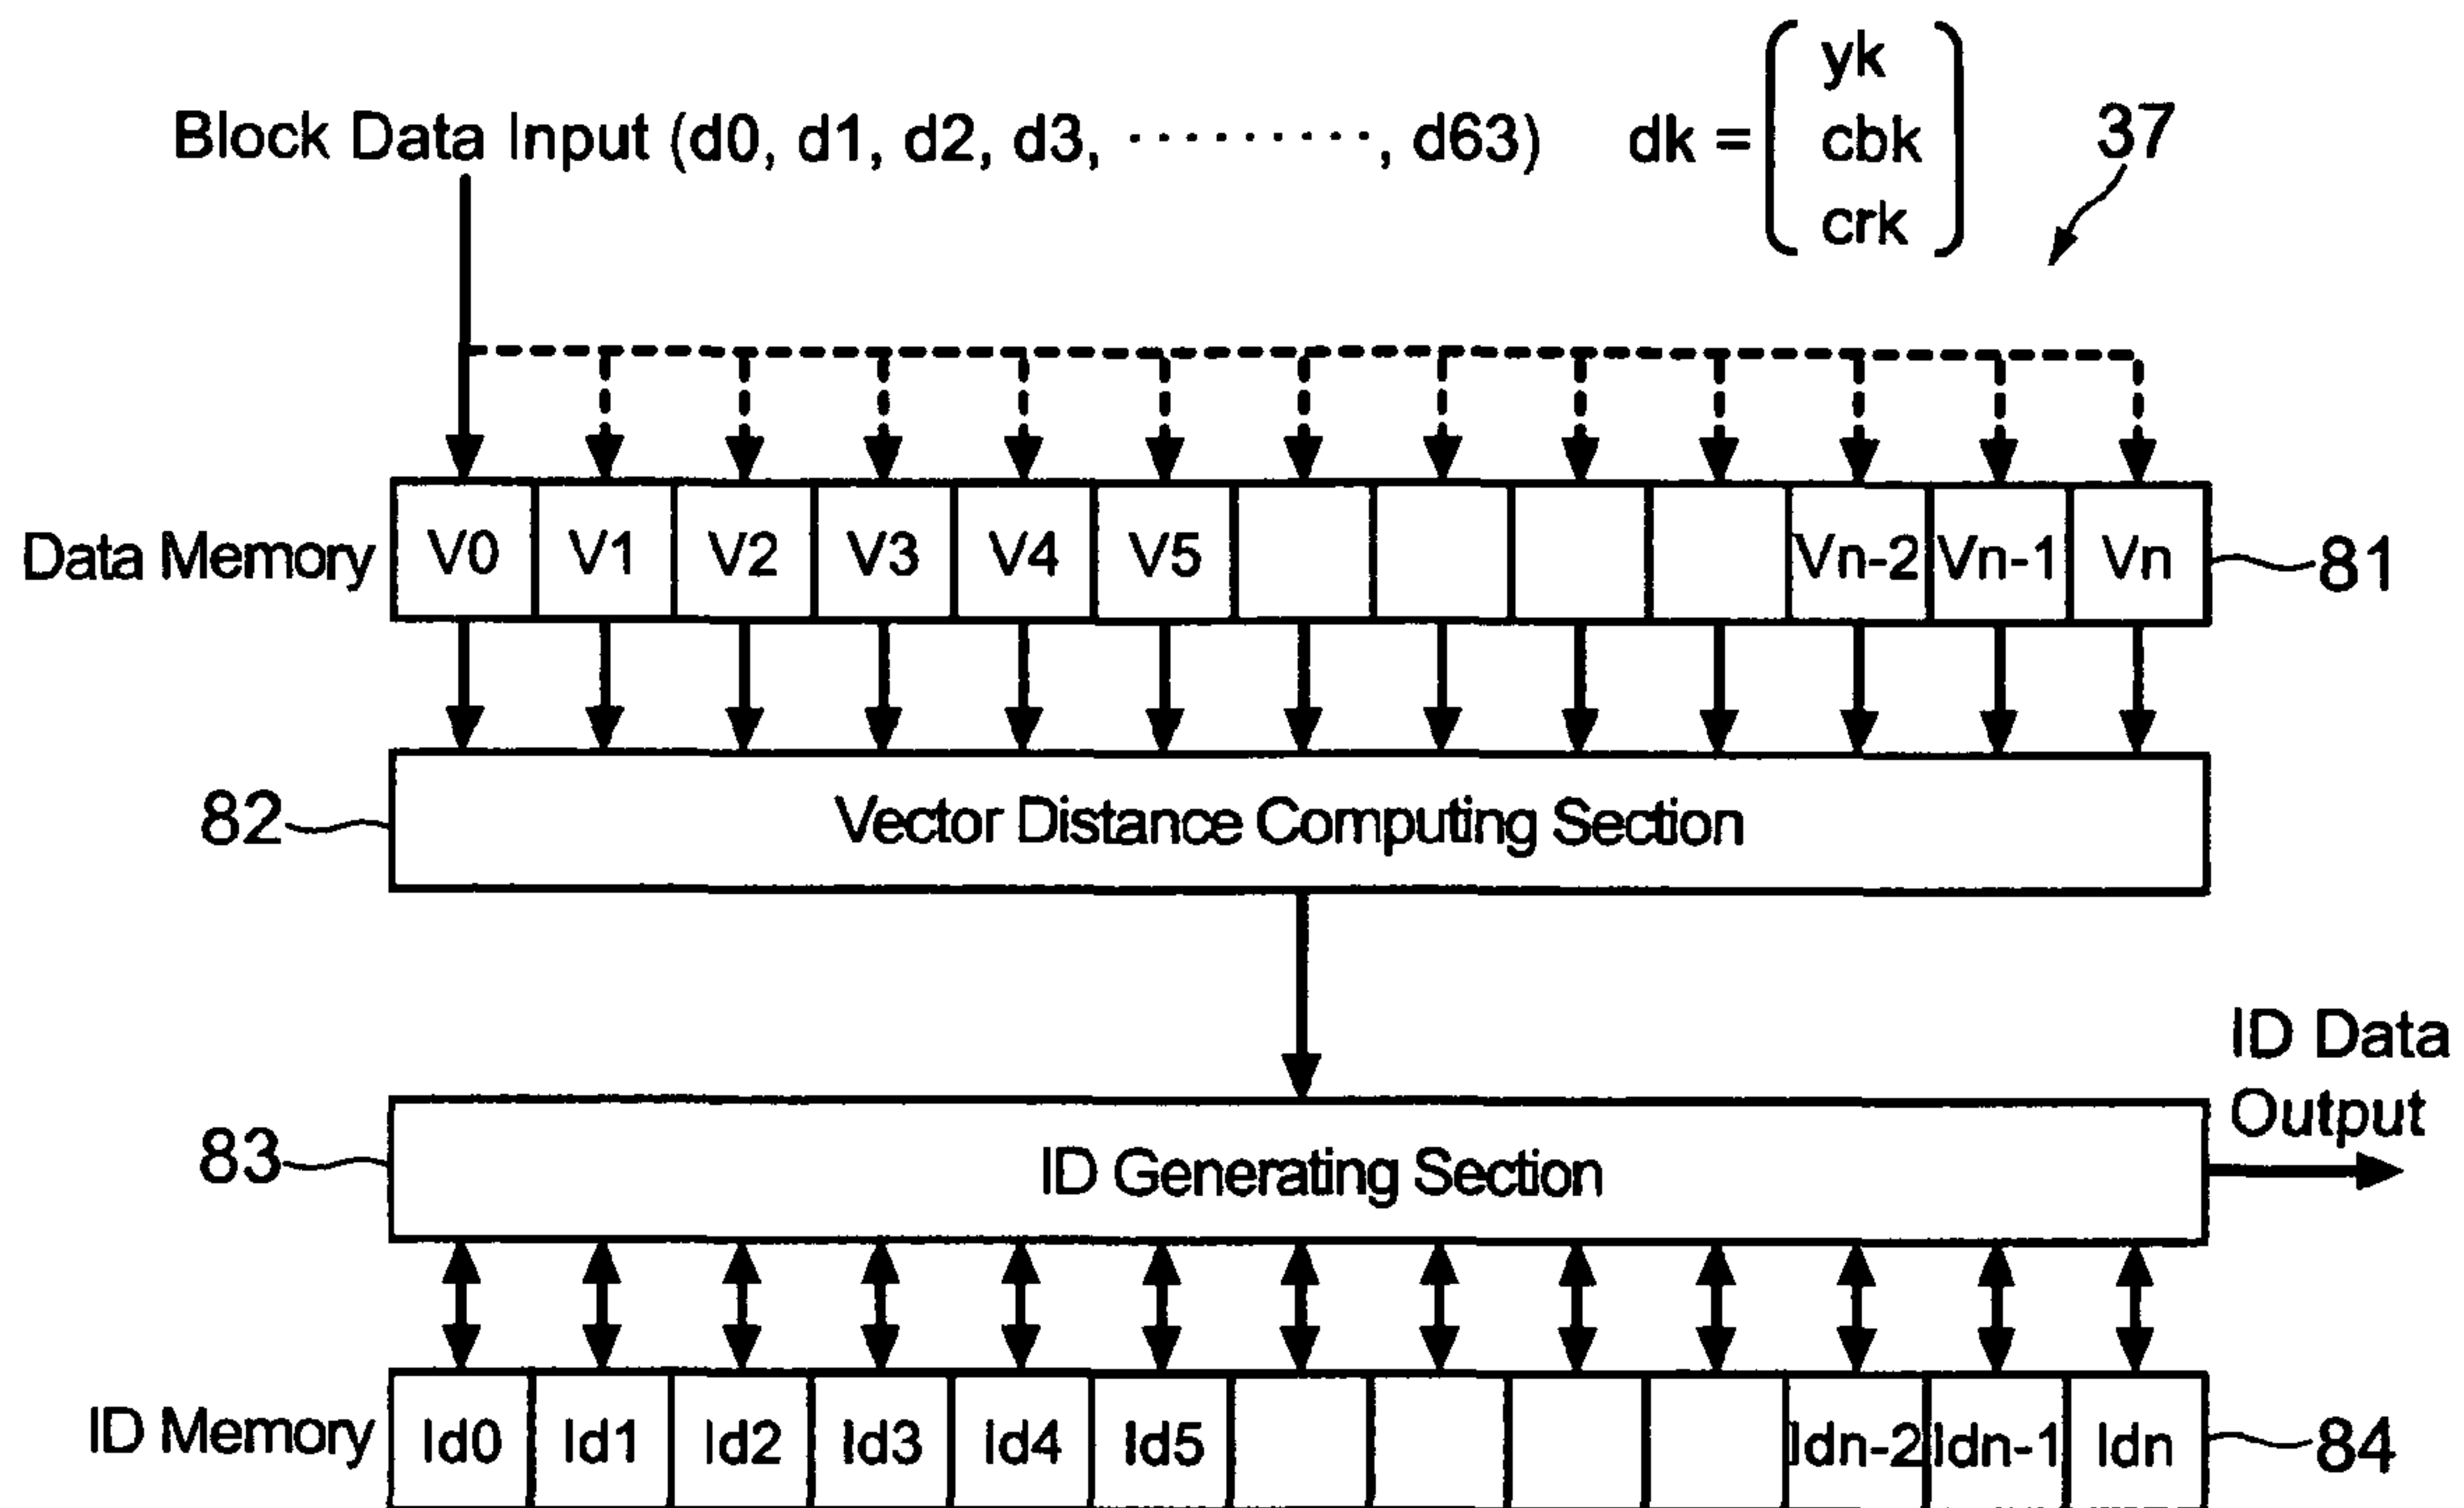 Block Data Input (d0, d1, d2, d3, ··········, d63) dk = ( yk
cbk
crk )
37
Data Memory V0 V1 V2 V3 V4 V5 Vn-2 Vn-1 Vn 81
82 Vector Distance Computing Section
ID Data
Output
83 ID Generating Section
ID Memory Id0 Id1 Id2 Id3 Id4 Id5 Idn-2 Idn-1 Idn 84